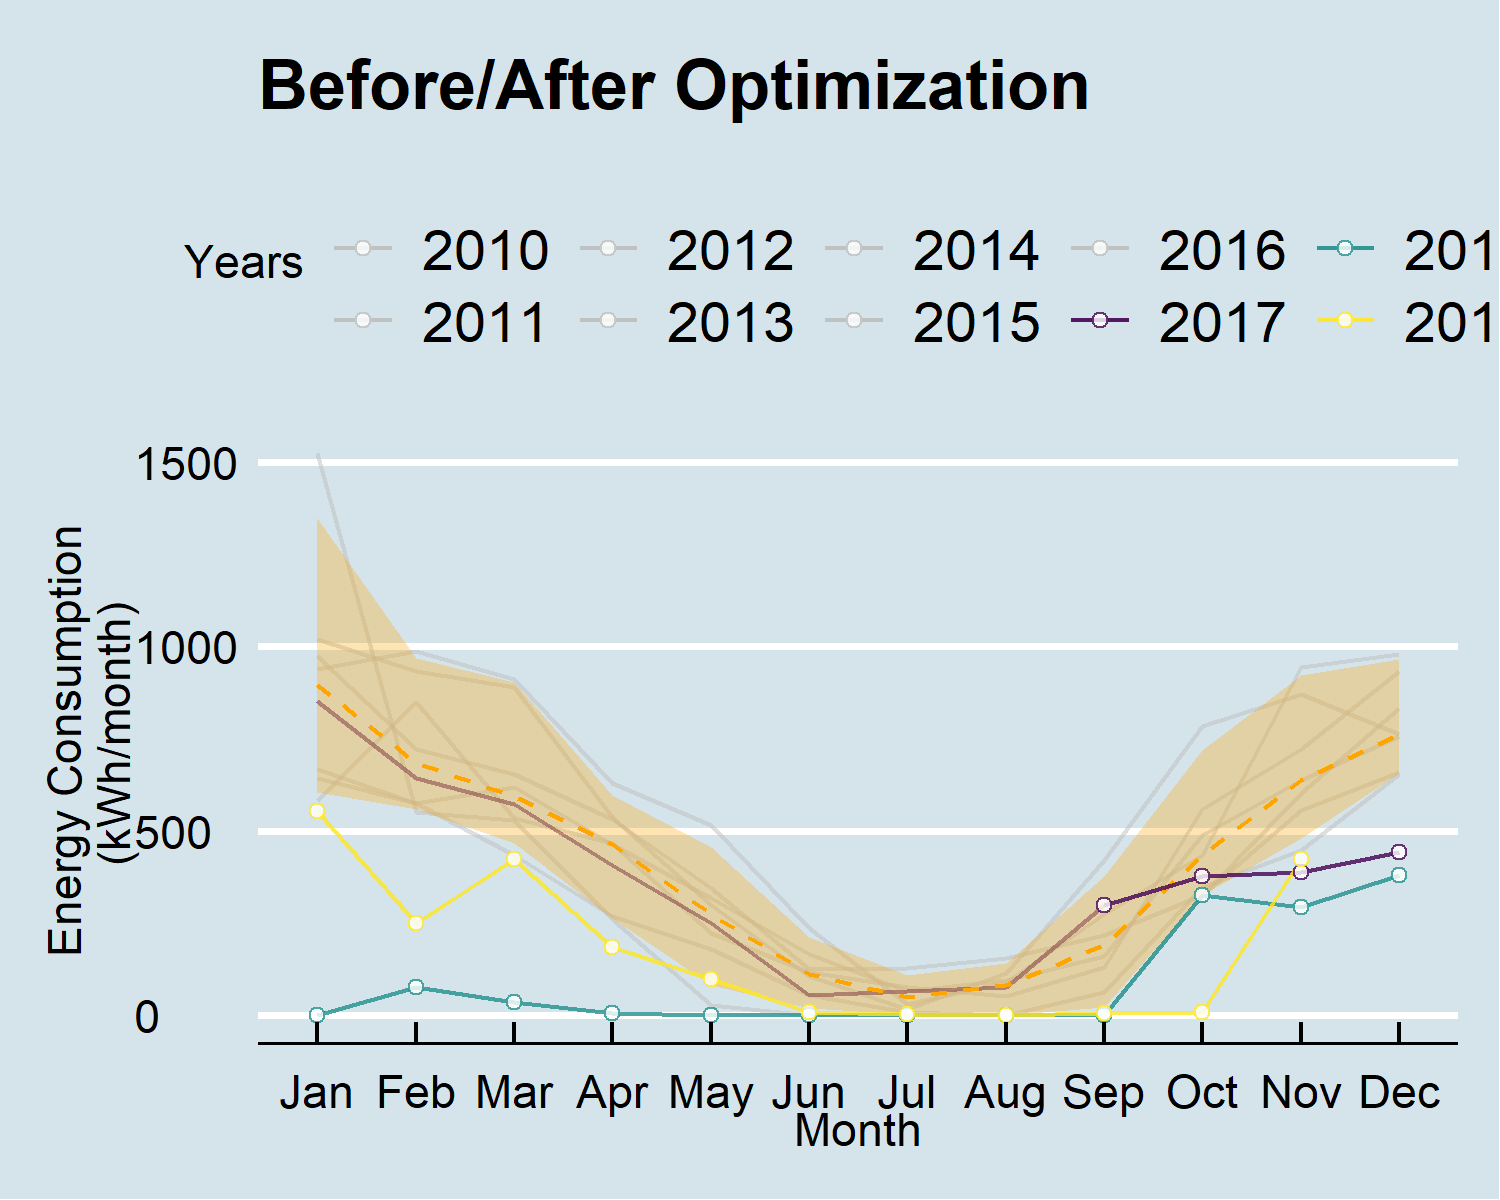 Before/After Optimization
Years
2010 2012 2014 2016 201
2011 2013 2015 2017 201
1500
1000
500
0
Energy Consumption
(kWh/month)
Jan Feb Mar Apr May Jun Jul Aug Sep Oct Nov Dec
Month